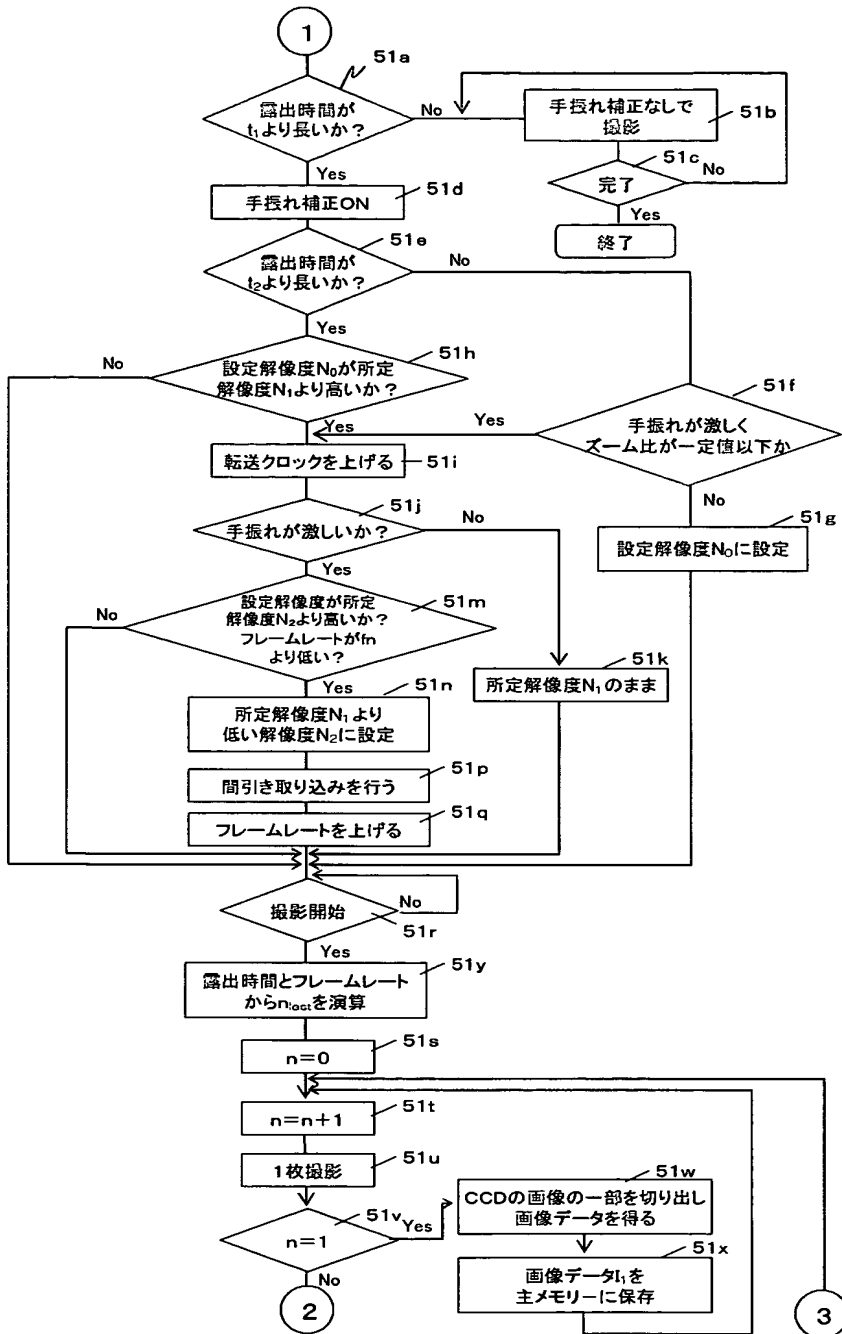 1
51a
露出時間が
t₁より長いか？
No
手振れ補正なしで
撮影
51b
51c
完了
No
Yes
終了
Yes
51d
手振れ補正ON
51e
露出時間が
t₂より長いか？
No
Yes
51h
No
設定解像度N₀が所定
解像度N₁より高いか？
51f
手振れが激しく
ズーム比が一定値以下か
Yes
Yes
転送クロックを上げる
51i
51j
手振れが激しいか？
No
No
51g
設定解像度N₀に設定
Yes
51m
No
設定解像度が所定
解像度N₂より高いか？
フレームレートがfn
より低い？
51k
所定解像度N₁のまま
Yes
51n
所定解像度N₁より
低い解像度N₂に設定
51p
間引き取り込みを行う
51q
フレームレートを上げる
撮影開始
No
51r
Yes
51y
露出時間とフレームレート
からnlastを演算
51s
n＝0
51t
n＝n＋1
51u
1枚撮影
51v
n＝1
Yes
51w
CCDの画像の一部を切り出し
画像データを得る
51x
画像データI₁を
主メモリーに保存
No
2
3